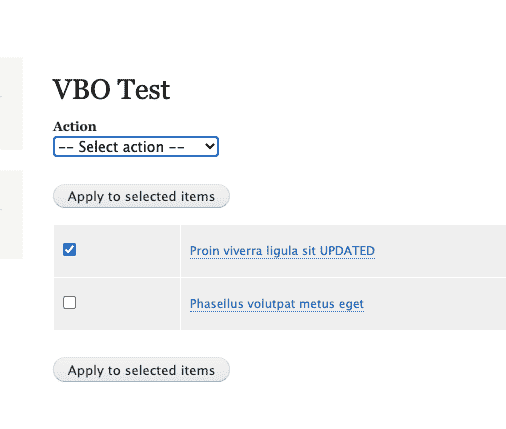 VBO Test
Action
-- Select action --
Apply to selected items
Proin viverra ligula sit UPDATED
Phasellus volutpat metus eget
Apply to selected items